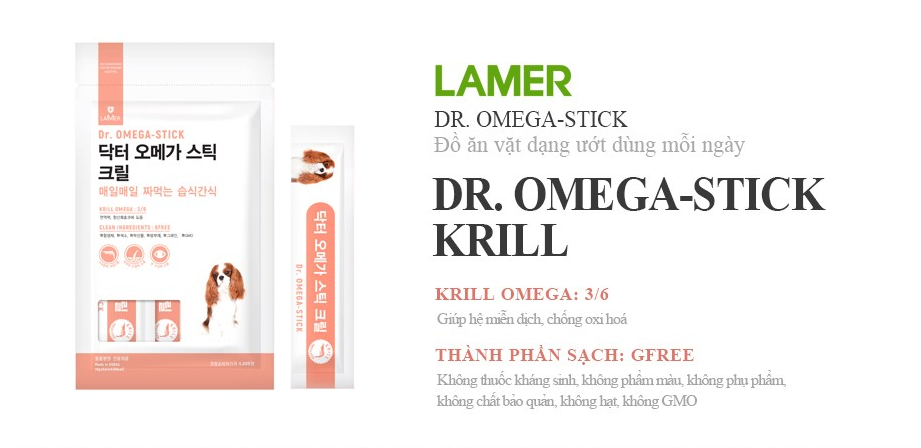 LAMER
Dr. OMEGA-STICK
닥터 오메가 스틱
크릴
매일매일 짜먹는 습식간식
KRILL OMEGA : 3/6
CLEAN INGREDIENTS : 6FREE
닥터 오메가 스틱 크릴
Dr. OMEGA-STICK
LAMER
DR. OMEGA-STICK
Đồ ăn vặt dạng ướt dùng mỗi ngày
DR. OMEGA-STICK
KRILL
KRILL OMEGA: 3/6
Giúp hệ miễn dịch, chống oxi hoá
THÀNH PHẦN SẠCH: GFREE
Không thuốc kháng sinh, không phẩm màu, không phụ phẩm,
không chất bảo quản, không hạt, không GMO